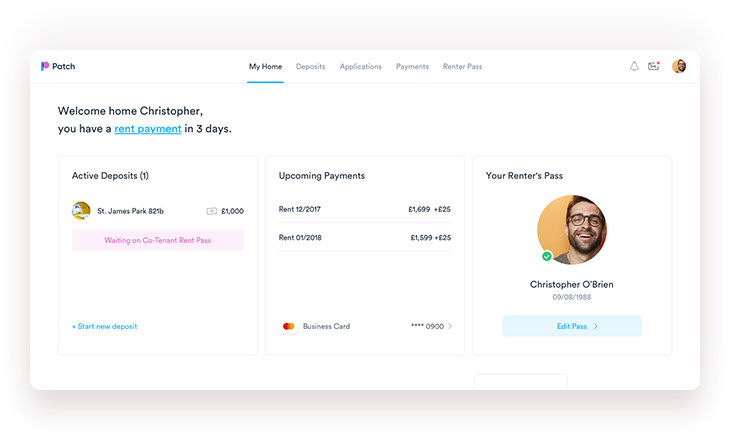 Patch
My Home Deposits Applications Payments Renter Pass
Welcome home Christopher,
you have a rent payment in 3 days.
Active Deposits (1)
St. James Park 821b £1,000
Waiting on Co-Tenant Rent Pass
+ Start new deposit
Upcoming Payments
Rent 12/2017 £1,699 +£25
Rent 01/2018 £1,599 +£25
Business Card **** 0900
Your Renter's Pass
Christopher O'Brien
09/08/1988
Edit Pass